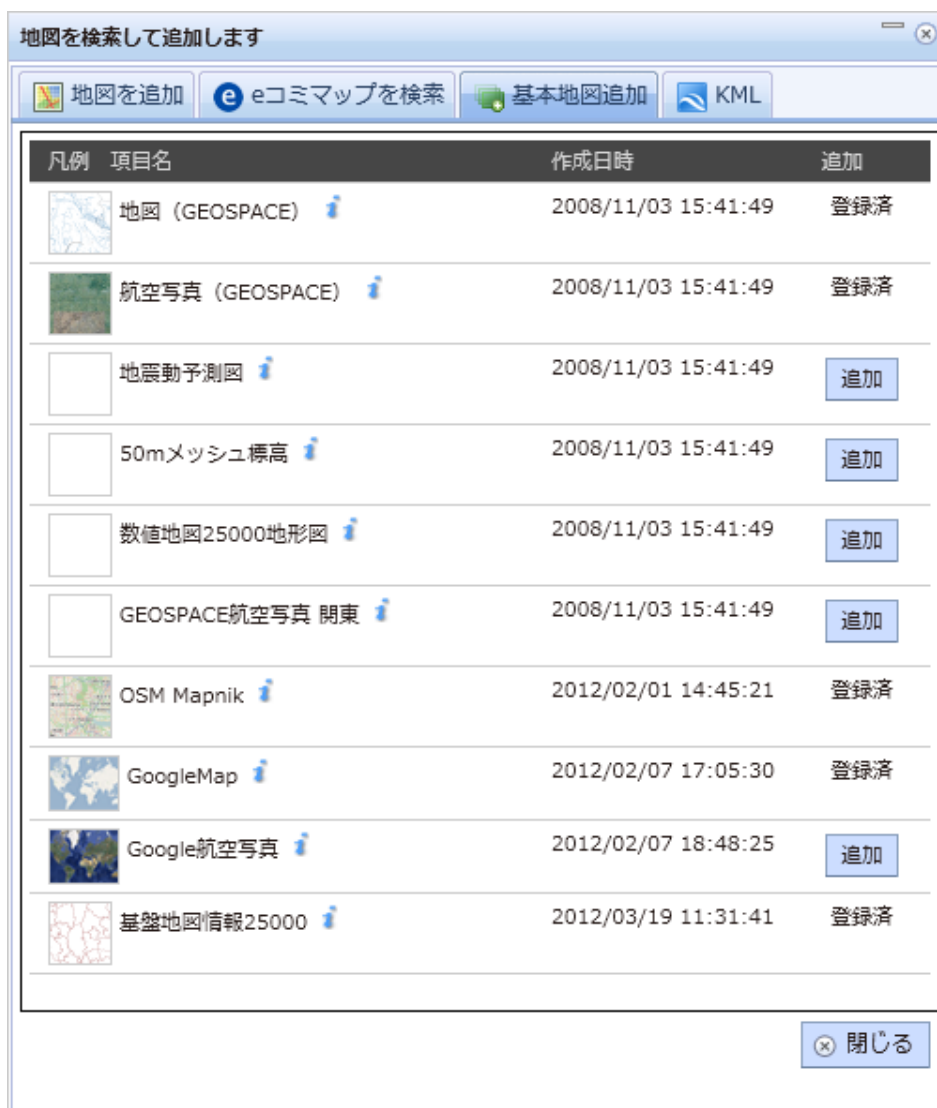 地図を検索して追加します
地図を追加 eコミマップを検索 基本地図追加 KML
凡例 項目名 作成日時 追加
地図（GEOSPACE） 2008/11/03 15:41:49 登録済
航空写真（GEOSPACE） 2008/11/03 15:41:49 登録済
地震動予測図 2008/11/03 15:41:49 追加
50mメッシュ標高 2008/11/03 15:41:49 追加
数値地図25000地形図 2008/11/03 15:41:49 追加
GEOSPACE航空写真 関東 2008/11/03 15:41:49 追加
OSM Mapnik 2012/02/01 14:45:21 登録済
GoogleMap 2012/02/07 17:05:30 登録済
Google航空写真 2012/02/07 18:48:25 追加
基盤地図情報25000 2012/03/19 11:31:41 登録済
閉じる